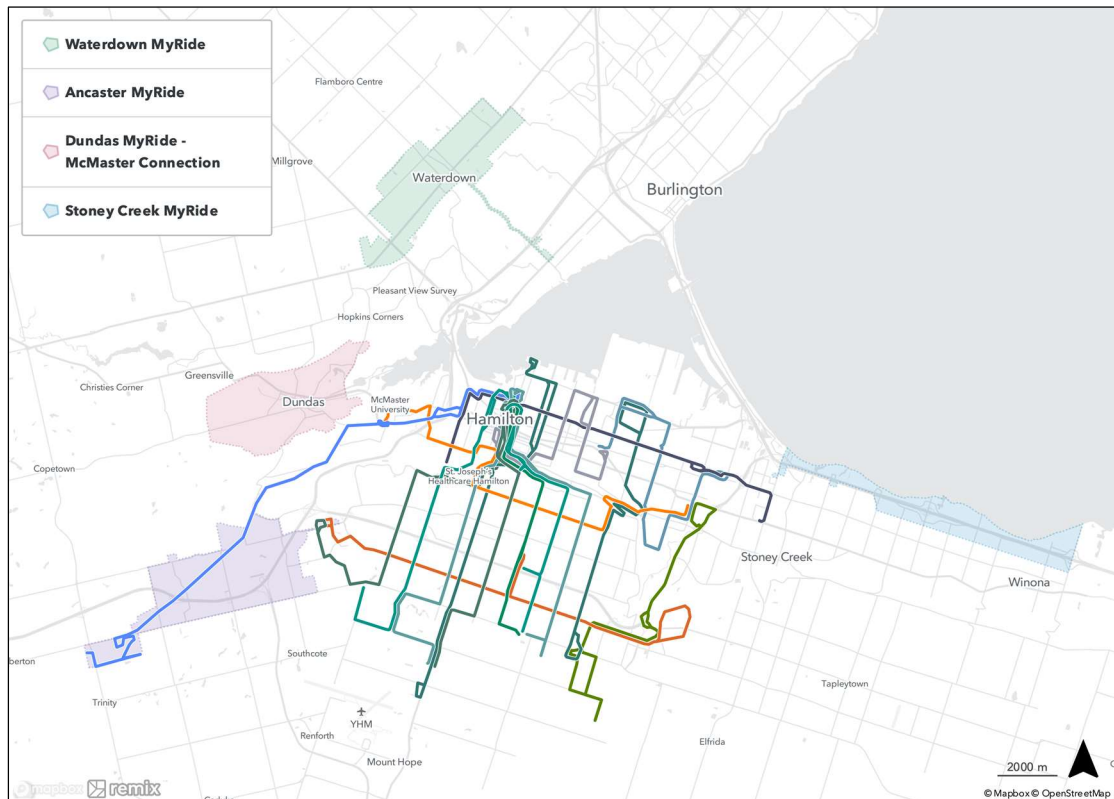 Waterdown MyRide
Ancaster MyRide
Dundas MyRide -
McMaster Connection
Stoney Creek MyRide
Flamboro Centre
Millgrove
Waterdown
Burlington
Pleasant View Survey
Hopkins Corners
Greensville
Christies Corner
Dundas
McMaster
University
Hamilton
Copetown
St. Joseph's
Healthcare Hamilton
Stoney Creek
Winona
Southcote
berton
Trinity
Tapleytown
YHM
Renforth
Elfrida
Mount Hope
2000 m
mapbox remix
© Mapbox © OpenStreetMap